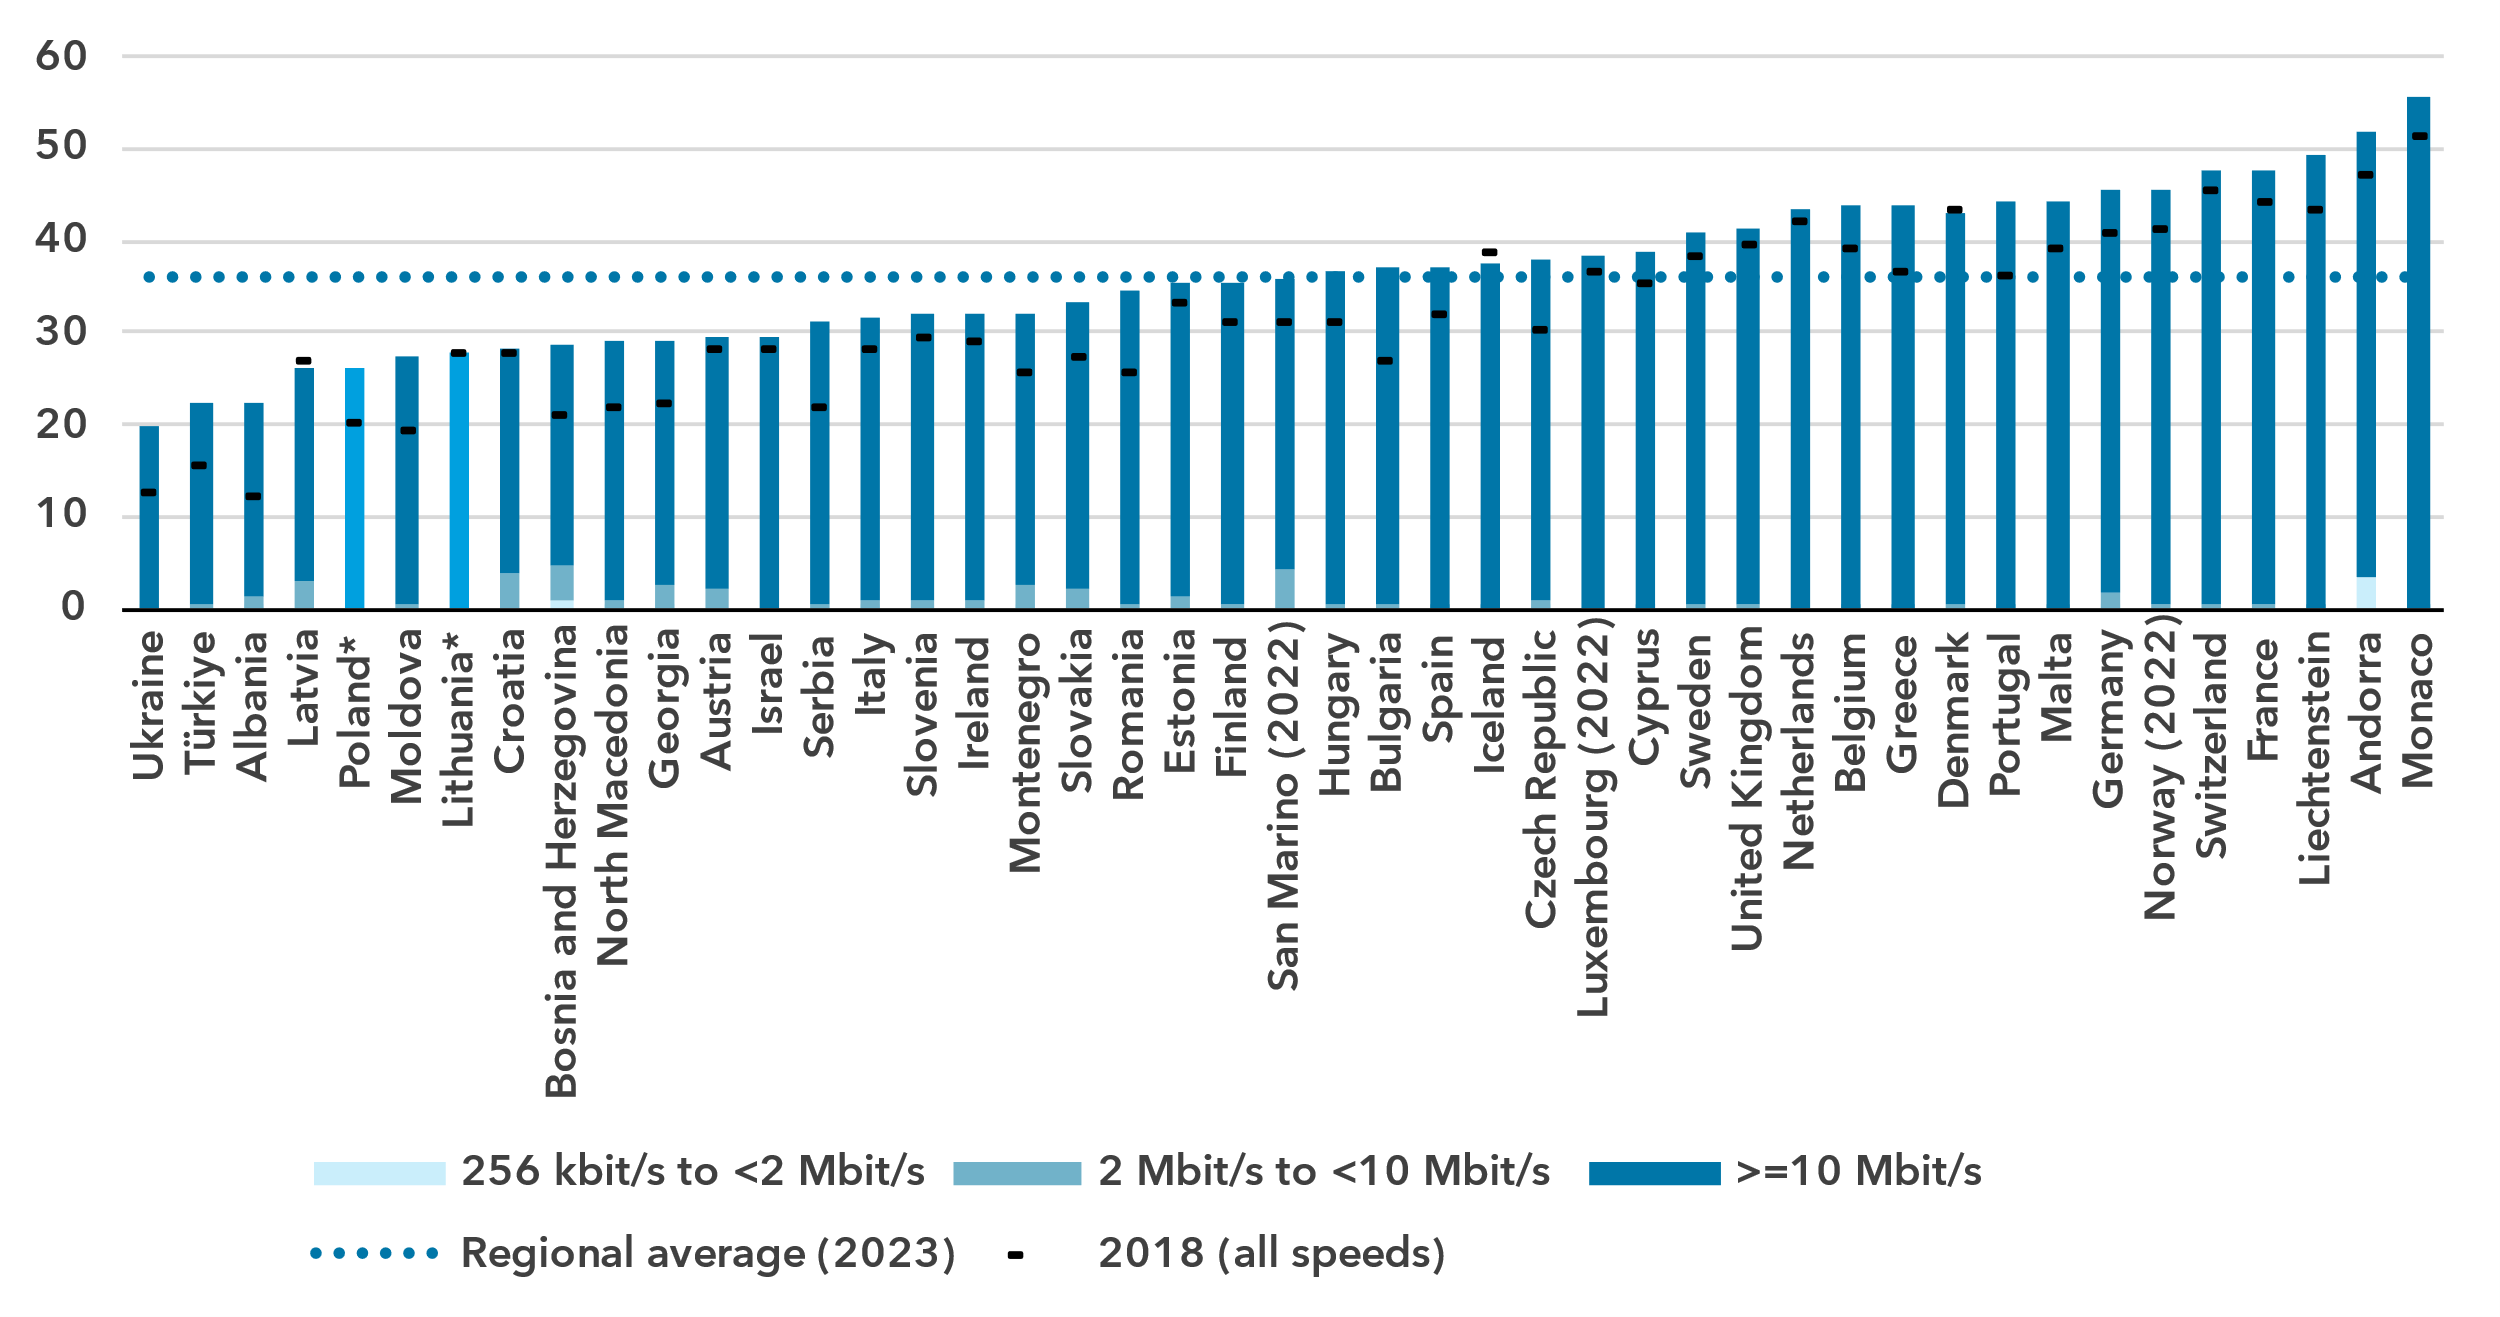 60
50
40
30
20
10
0
Ukraine
Türkiye
Albania
Latvia
Poland*
Moldova
Lithuania*
Croatia
Bosnia and Herzegovina
North Macedonia
Georgia
Austria
Israel
Serbia
Italy
Slovenia
Ireland
Montenegro
Slovakia
Romania
Estonia
Finland
San Marino (2022)
Hungary
Bulgaria
Spain
Iceland
Czech Republic
Luxembourg (2022)
Cyprus
Sweden
United Kingdom
Netherlands
Belgium
Greece
Denmark
Portugal
Malta
Germany
Norway (2022)
Switzerland
France
Liechtenstein
Andorra
Monaco
256 kbit/s to <2 Mbit/s 2 Mbit/s to <10 Mbit/s >=10 Mbit/s
Regional average (2023) 2018 (all speeds)